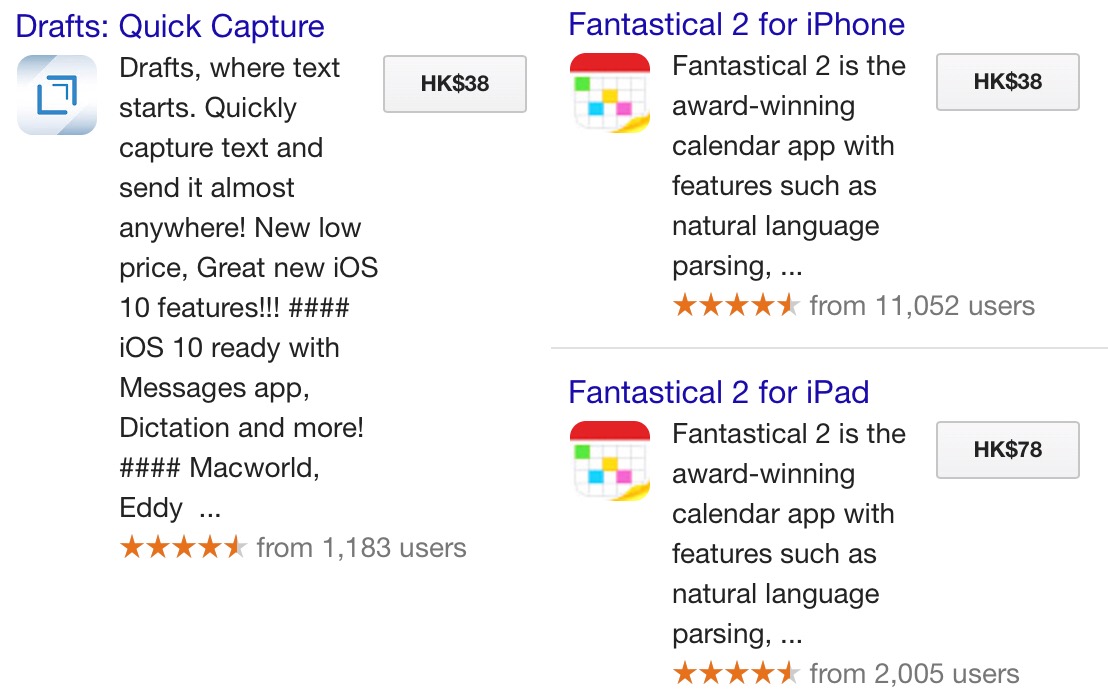 Drafts: Quick Capture
Drafts, where text
starts. Quickly
capture text and
send it almost
anywhere! New low
price, Great new iOS
10 features!!! ####
iOS 10 ready with
Messages app,
Dictation and more!
#### Macworld,
Eddy ...
from 1,183 users
HK$38
Fantastical 2 for iPhone
Fantastical 2 is the
award-winning
calendar app with
features such as
natural language
parsing, ...
from 11,052 users
HK$38
Fantastical 2 for iPad
Fantastical 2 is the
award-winning
calendar app with
features such as
natural language
parsing, ...
from 2,005 users
HK$78